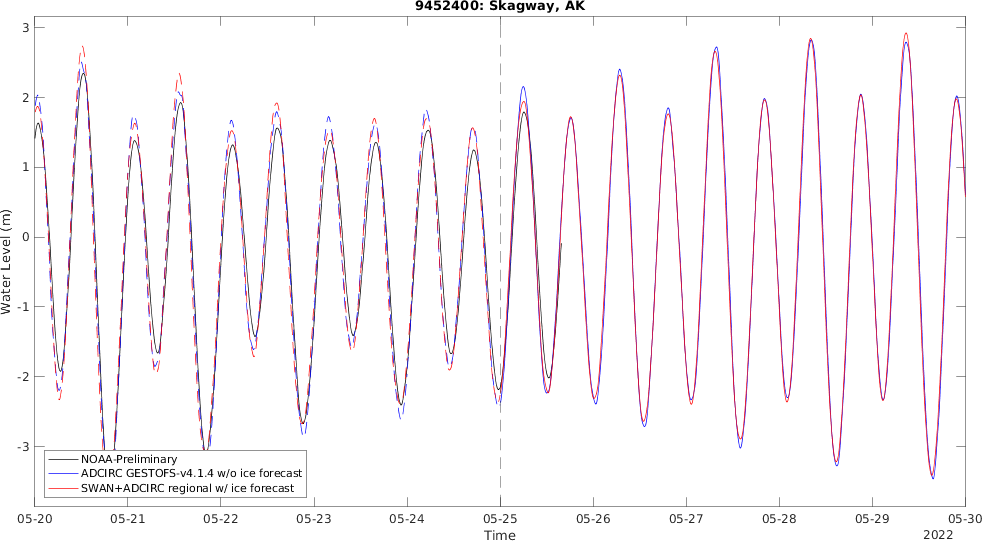 9452400: Skagway, AK
3
2
1
0
-1
-2
-3
Water Level (m)
NOAA-Preliminary
ADCIRC GESTOFS-v4.1.4 w/o ice forecast
SWAN+ADCIRC regional w/ ice forecast
05-20 05-21 05-22 05-23 05-24 05-25 05-26 05-27 05-28 05-29 05-30
Time
2022